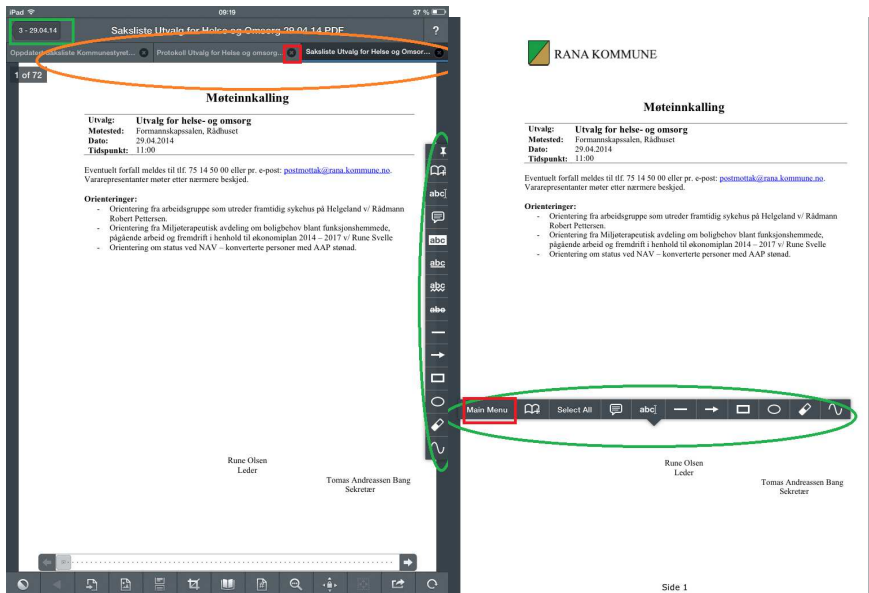 iPad 09:19 37 %
3 - 29.04.14 Saksliste Utvalg for Helse og Omsorg 29.04.14.PDF ?
Oppdatert saksliste Kommunestyret... Protokoll Utvalg for Helse og omsorg... Saksliste Utvalg for Helse og Omsor...
1 of 72
Møteinnkalling
Utvalg: Utvalg for helse- og omsorg
Møtested: Formannskapssalen, Rådhuset
Dato: 29.04.2014
Tidspunkt: 11:00
Eventuelt forfall meldes til tlf. 75 14 50 00 eller pr. e-post: postmottak@rana.kommune.no.
Vararepresentanter møter etter nærmere beskjed.
Orienteringer:
- Orientering fra arbeidsgruppe som utreder framtidig sykehus på Helgeland v/ Rådmann
Robert Pettersen.
- Orientering fra Miljøterapeutisk avdeling om boligbehov blant funksjonshemmede,
pågående arbeid og fremdrift i henhold til økonomiplan 2014 – 2017 v/ Rune Svelle
- Orientering om status ved NAV – konverterte personer med AAP stønad.
abc
abc
abc
abc
abc
Rune Olsen
Leder
Tomas Andreassen Bang
Sekretær
RANA KOMMUNE
Møteinnkalling
Utvalg: Utvalg for helse- og omsorg
Møtested: Formannskapssalen, Rådhuset
Dato: 29.04.2014
Tidspunkt: 11:00
Eventuelt forfall meldes til tlf. 75 14 50 00 eller pr. e-post: postmottak@rana.kommune.no.
Vararepresentanter møter etter nærmere beskjed.
Orienteringer:
- Orientering fra arbeidsgruppe som utreder framtidig sykehus på Helgeland v/ Rådmann
Robert Pettersen.
- Orientering fra Miljøterapeutisk avdeling om boligbehov blant funksjonshemmede,
pågående arbeid og fremdrift i henhold til økonomiplan 2014 – 2017 v/ Rune Svelle
- Orientering om status ved NAV – konverterte personer med AAP stønad.
Main Menu Select All abc
Rune Olsen
Leder
Tomas Andreassen Bang
Sekretær
Side 1